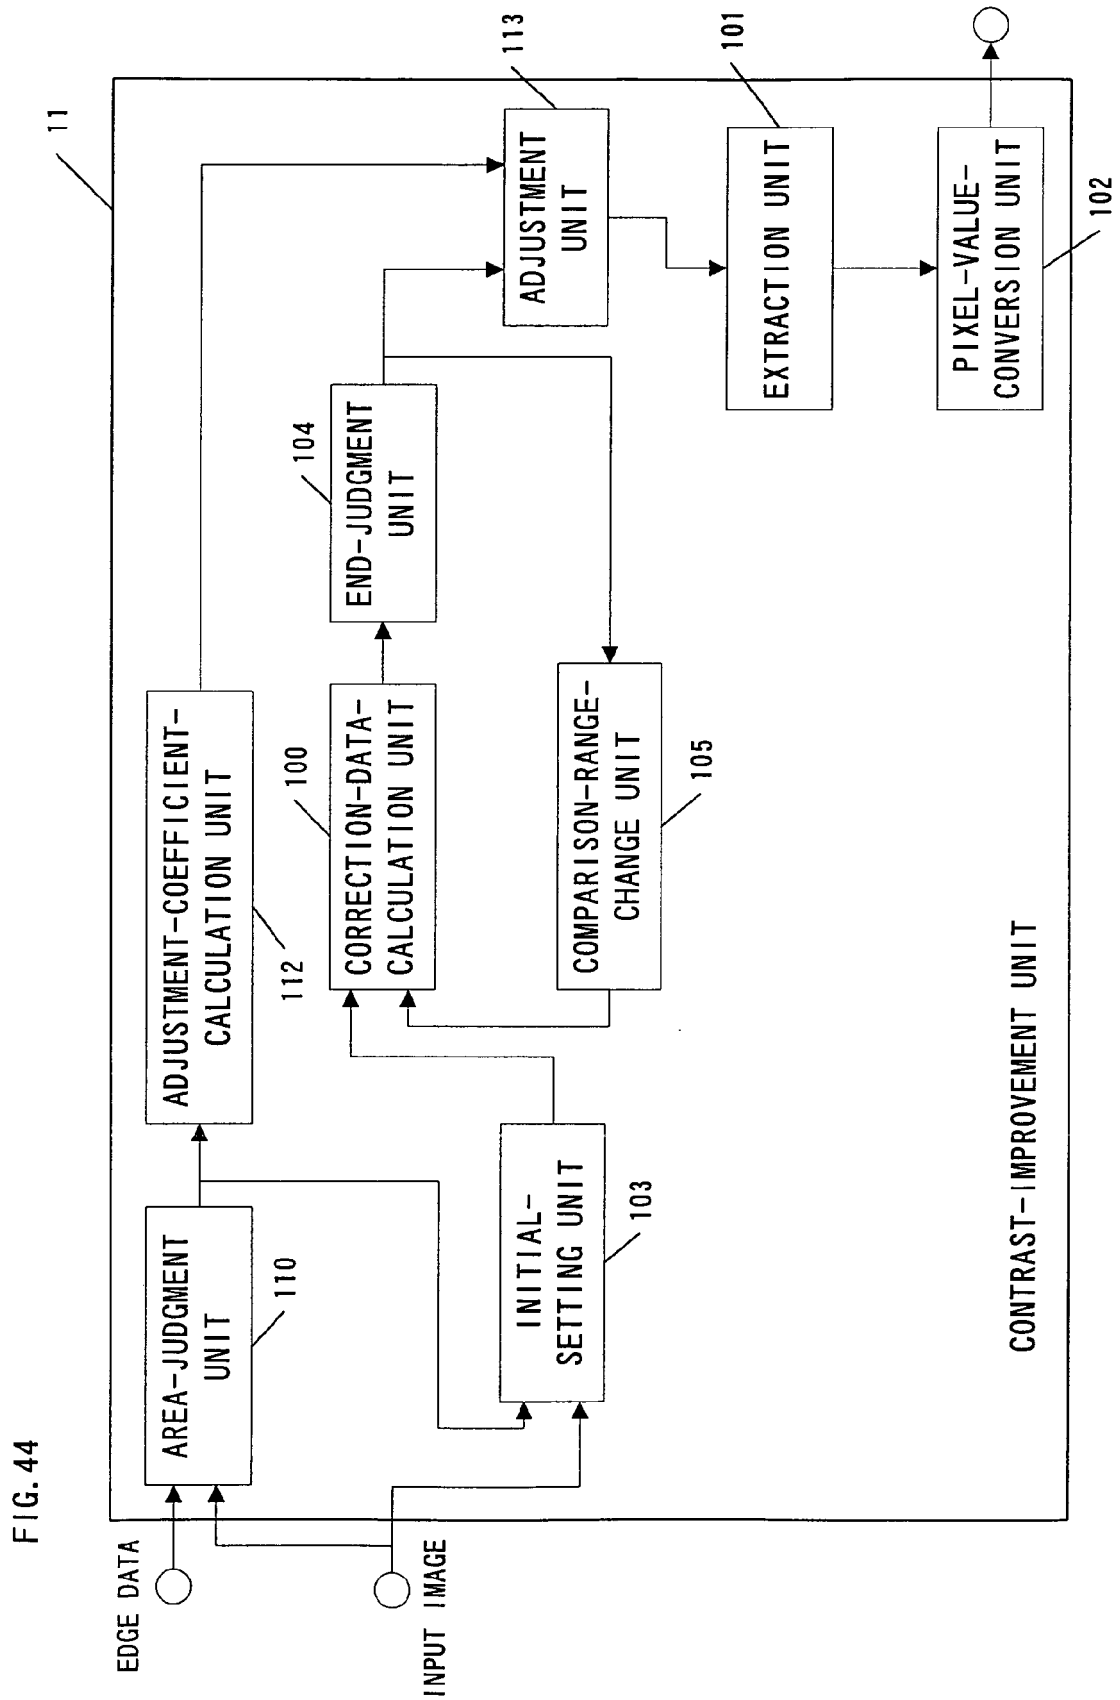 FIG. 44
11
EDGE DATA
INPUT IMAGE
AREA-JUDGMENT
UNIT
110
ADJUSTMENT-COEFFICIENT-
CALCULATION UNIT
112
INITIAL-
SETTING UNIT
103
CORRECTION-DATA-
CALCULATION UNIT
100
END-JUDGMENT
UNIT
104
COMPARISON-RANGE-
CHANGE UNIT
105
ADJUSTMENT
UNIT
113
EXTRACTION UNIT
101
PIXEL-VALUE-
CONVERSION UNIT
102
CONTRAST-IMPROVEMENT UNIT